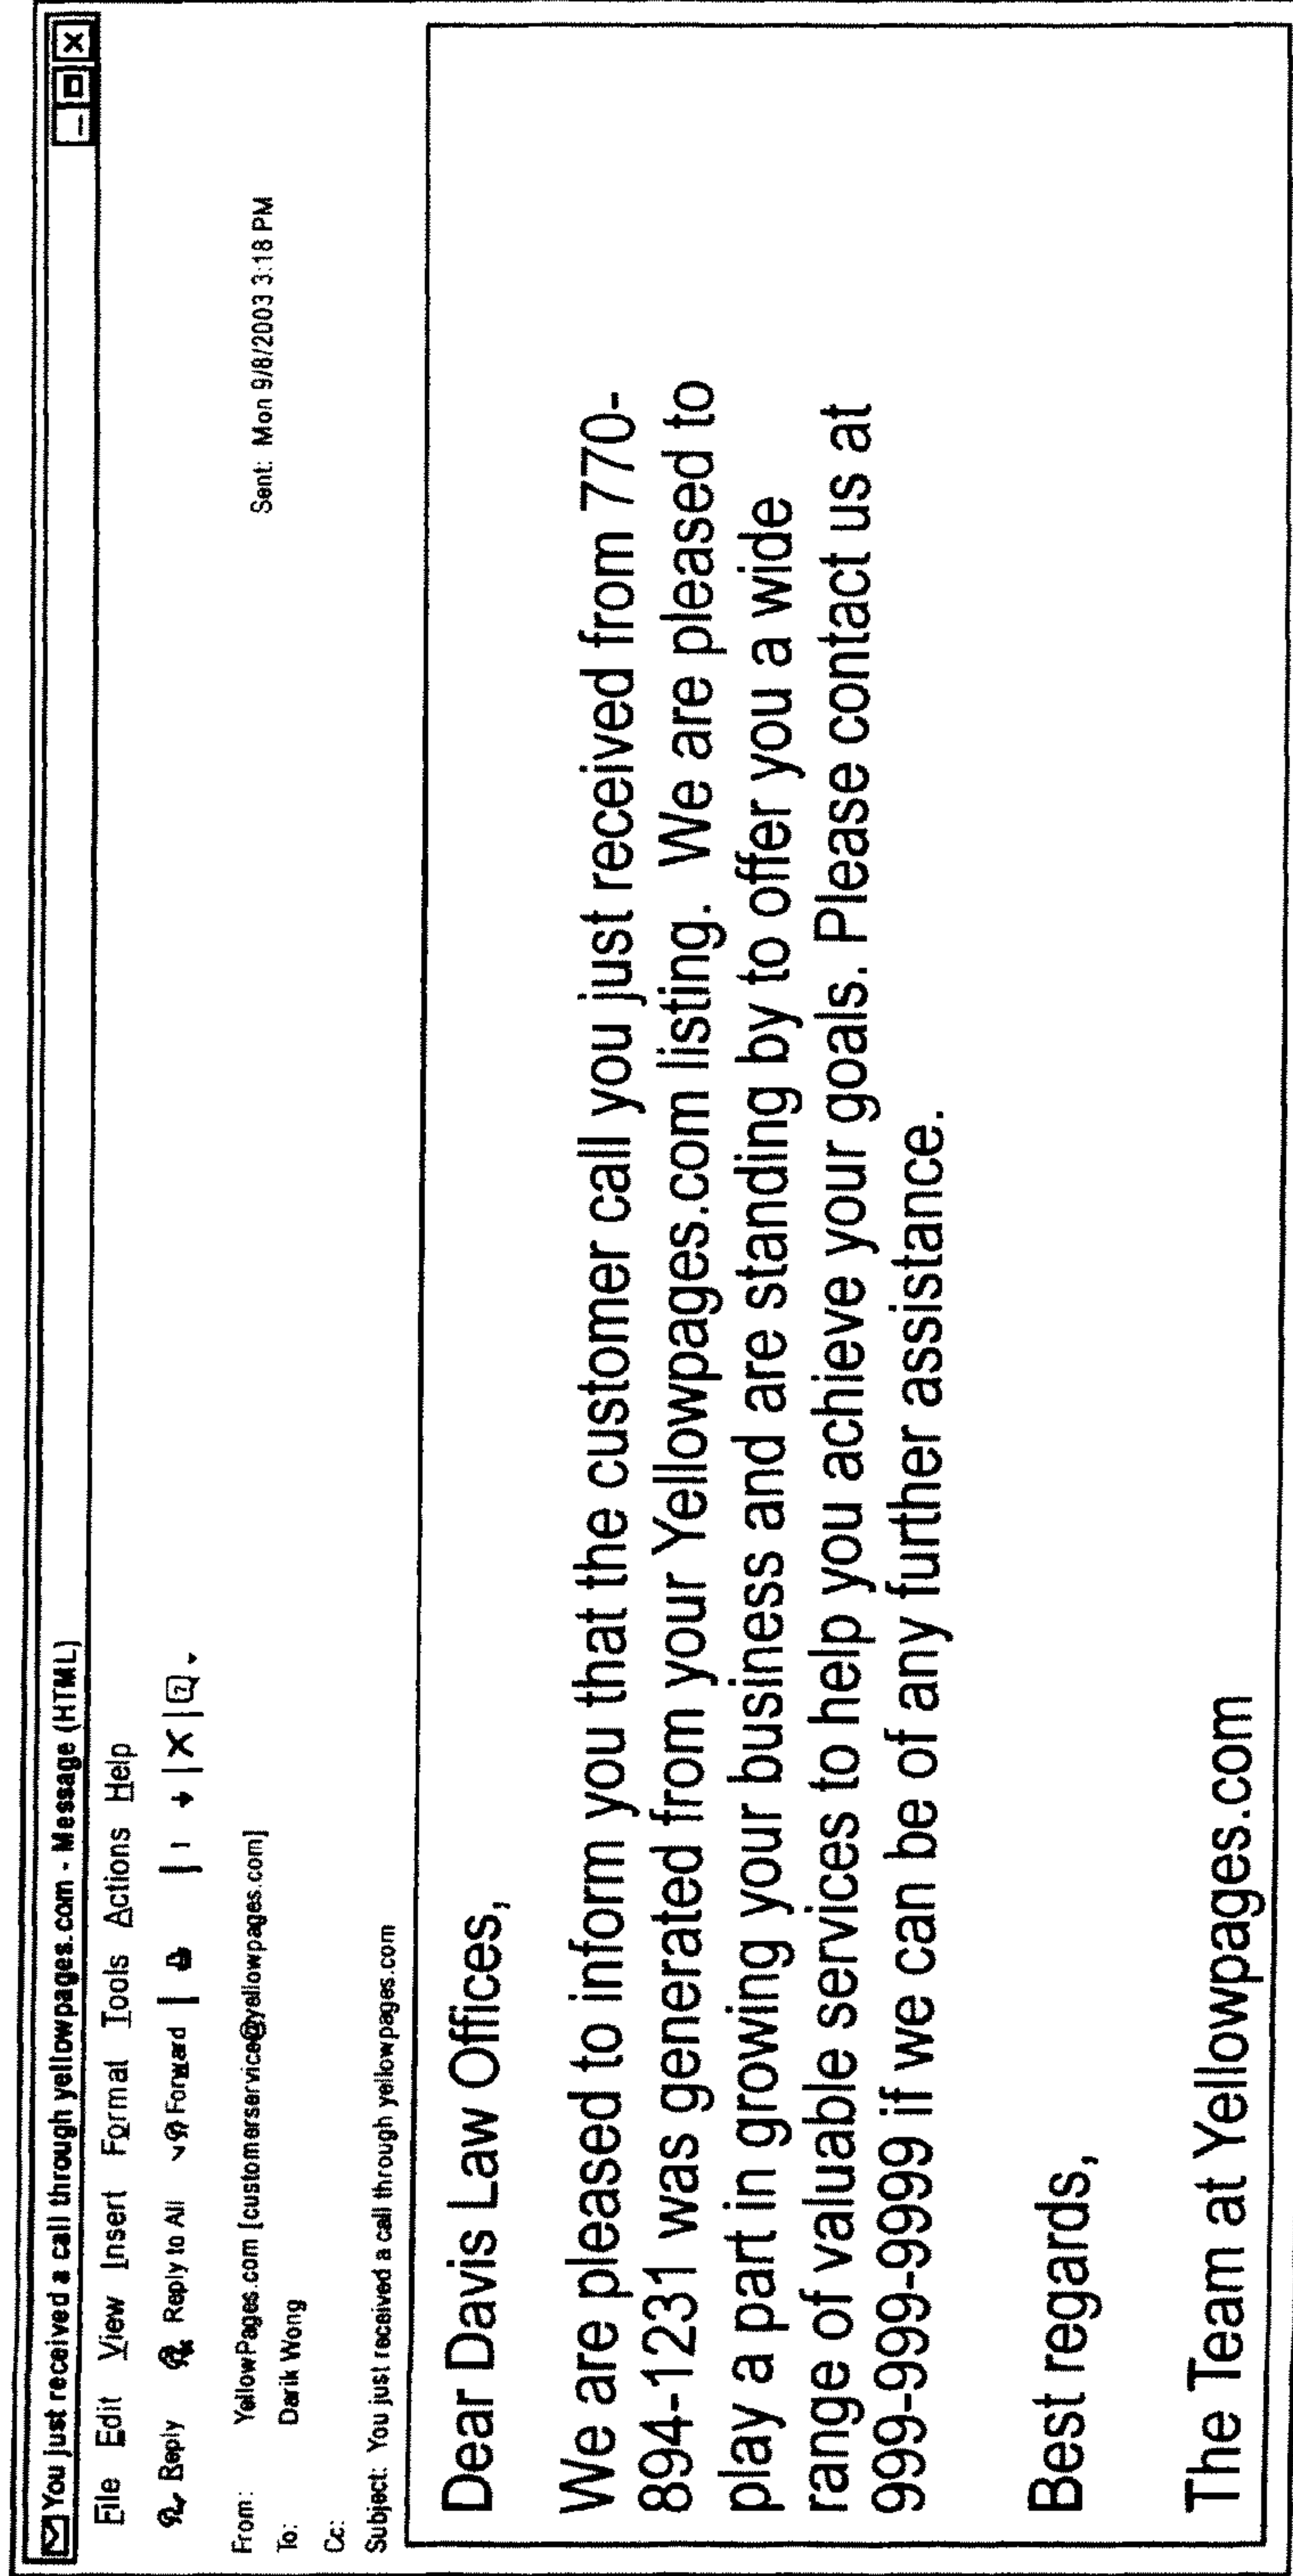 You just received a call through yellowpages.com - Message (HTML)
File Edit View Insert Format Tools Actions Help
Reply Reply to All Forward
From: YellowPages.com [customerservice@yellowpages.com]
Sent: Mon 9/8/2003 3:18 PM
To: Darik Wong
Cc:
Subject: You just received a call through yellowpages.com
Dear Davis Law Offices,
We are pleased to inform you that the customer call you just received from 770-
894-1231 was generated from your Yellowpages.com listing. We are pleased to
play a part in growing your business and are standing by to offer you a wide
range of valuable services to help you achieve your goals. Please contact us at
999-999-9999 if we can be of any further assistance.
Best regards,
The Team at Yellowpages.com